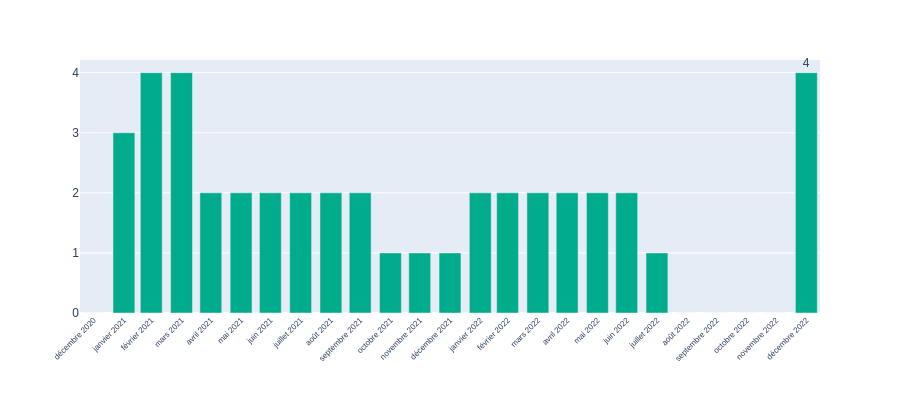 4
4
3
2
1
0
décembre 2020
janvier 2021
février 2021
mars 2021
avril 2021
mai 2021
juin 2021
juillet 2021
août 2021
septembre 2021
octobre 2021
novembre 2021
décembre 2021
janvier 2022
février 2022
mars 2022
avril 2022
mai 2022
juin 2022
juillet 2022
août 2022
septembre 2022
octobre 2022
novembre 2022
décembre 2022